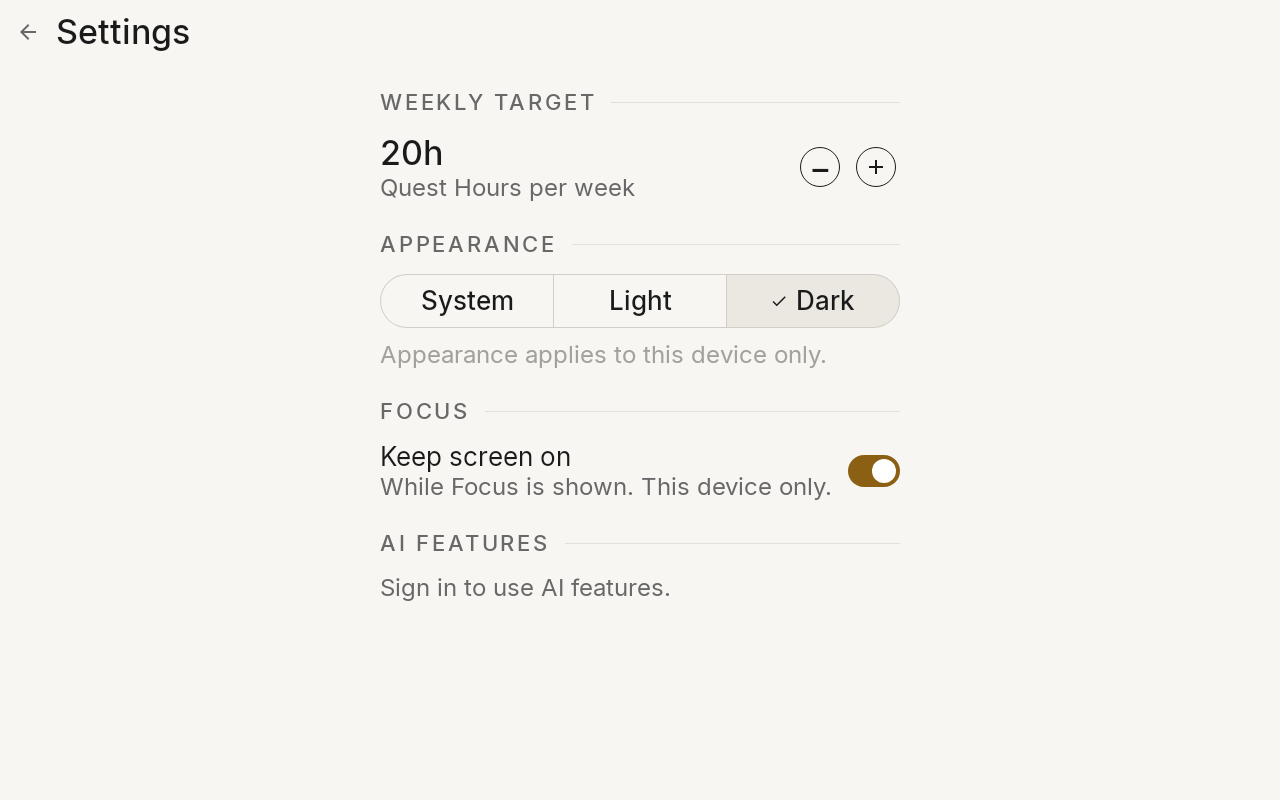 Settings
WEEKLY TARGET
20h
Quest Hours per week
APPEARANCE
System
Light
Dark
Appearance applies to this device only.
FOCUS
Keep screen on
While Focus is shown. This device only.
AI FEATURES
Sign in to use AI features.